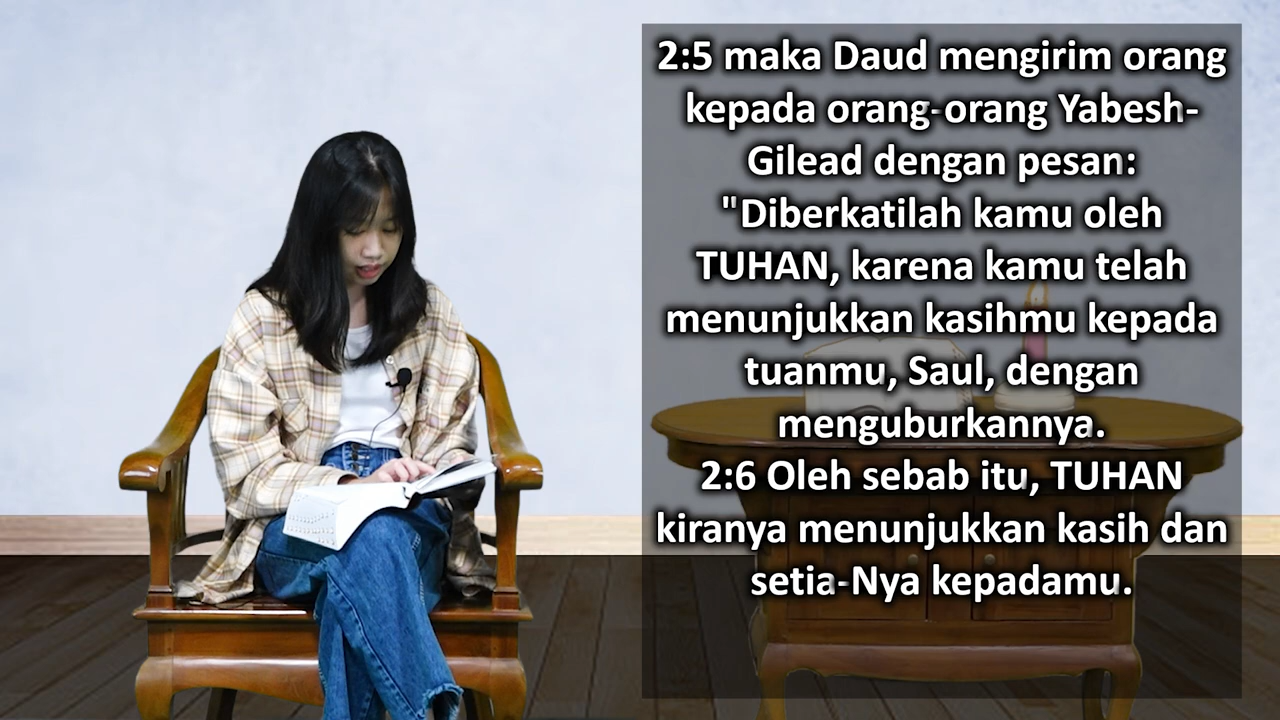 2:5 maka Daud mengirim orang
kepada orang-orang Yabesh-
Gilead dengan pesan:
"Diberkatilah kamu oleh
TUHAN, karena kamu telah
menunjukkan kasihmu kepada
tuanmu, Saul, dengan
menguburkannya.
2:6 Oleh sebab itu, TUHAN
kiranya menunjukkan kasih dan
setia-Nya kepadamu.